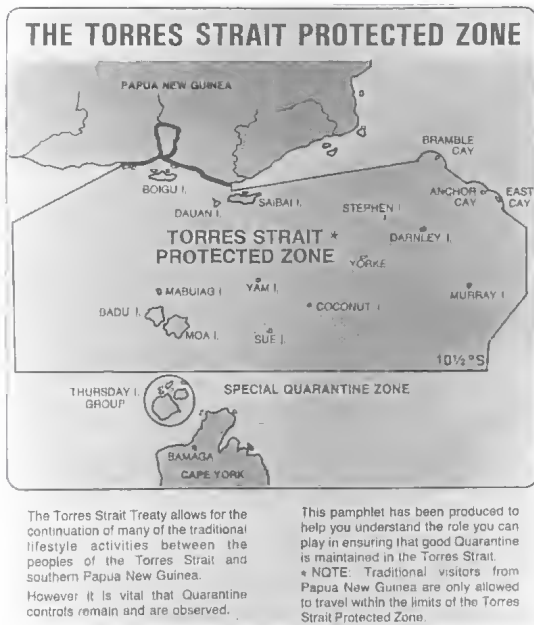 THE TORRES STRAIT PROTECTED ZONE
PAPUA NEW GUINEA
BRAMBLE
CAY
BOIGU I.
DAUAN I.
SAIBAI I.
ANCHOR
CAY
EAST
CAY
STEPHEN I
DARNLEY I.
TORRES STRAIT *
PROTECTED ZONE
YORKE
MABUIAG I.
YAM I.
MURRAY I
BADU I.
COCONUT I
MOA I.
SUE I.
10½°S
THURSDAY I.
GROUP
SPECIAL QUARANTINE ZONE
BAMAGA
CAPE YORK
The Torres Strait Treaty allows for the
continuation of many of the traditional
lifestyle activities between the
peoples of the Torres Strait and
southern Papua New Guinea.
However it is vital that Quarantine
controls remain and are observed.
This pamphlet has been produced to
help you understand the role you can
play in ensuring that good Quarantine
is maintained in the Torres Strait.
* NOTE: Traditional visitors from
Papua New Guinea are only allowed
to travel within the limits of the Torres
Strait Protected Zone.